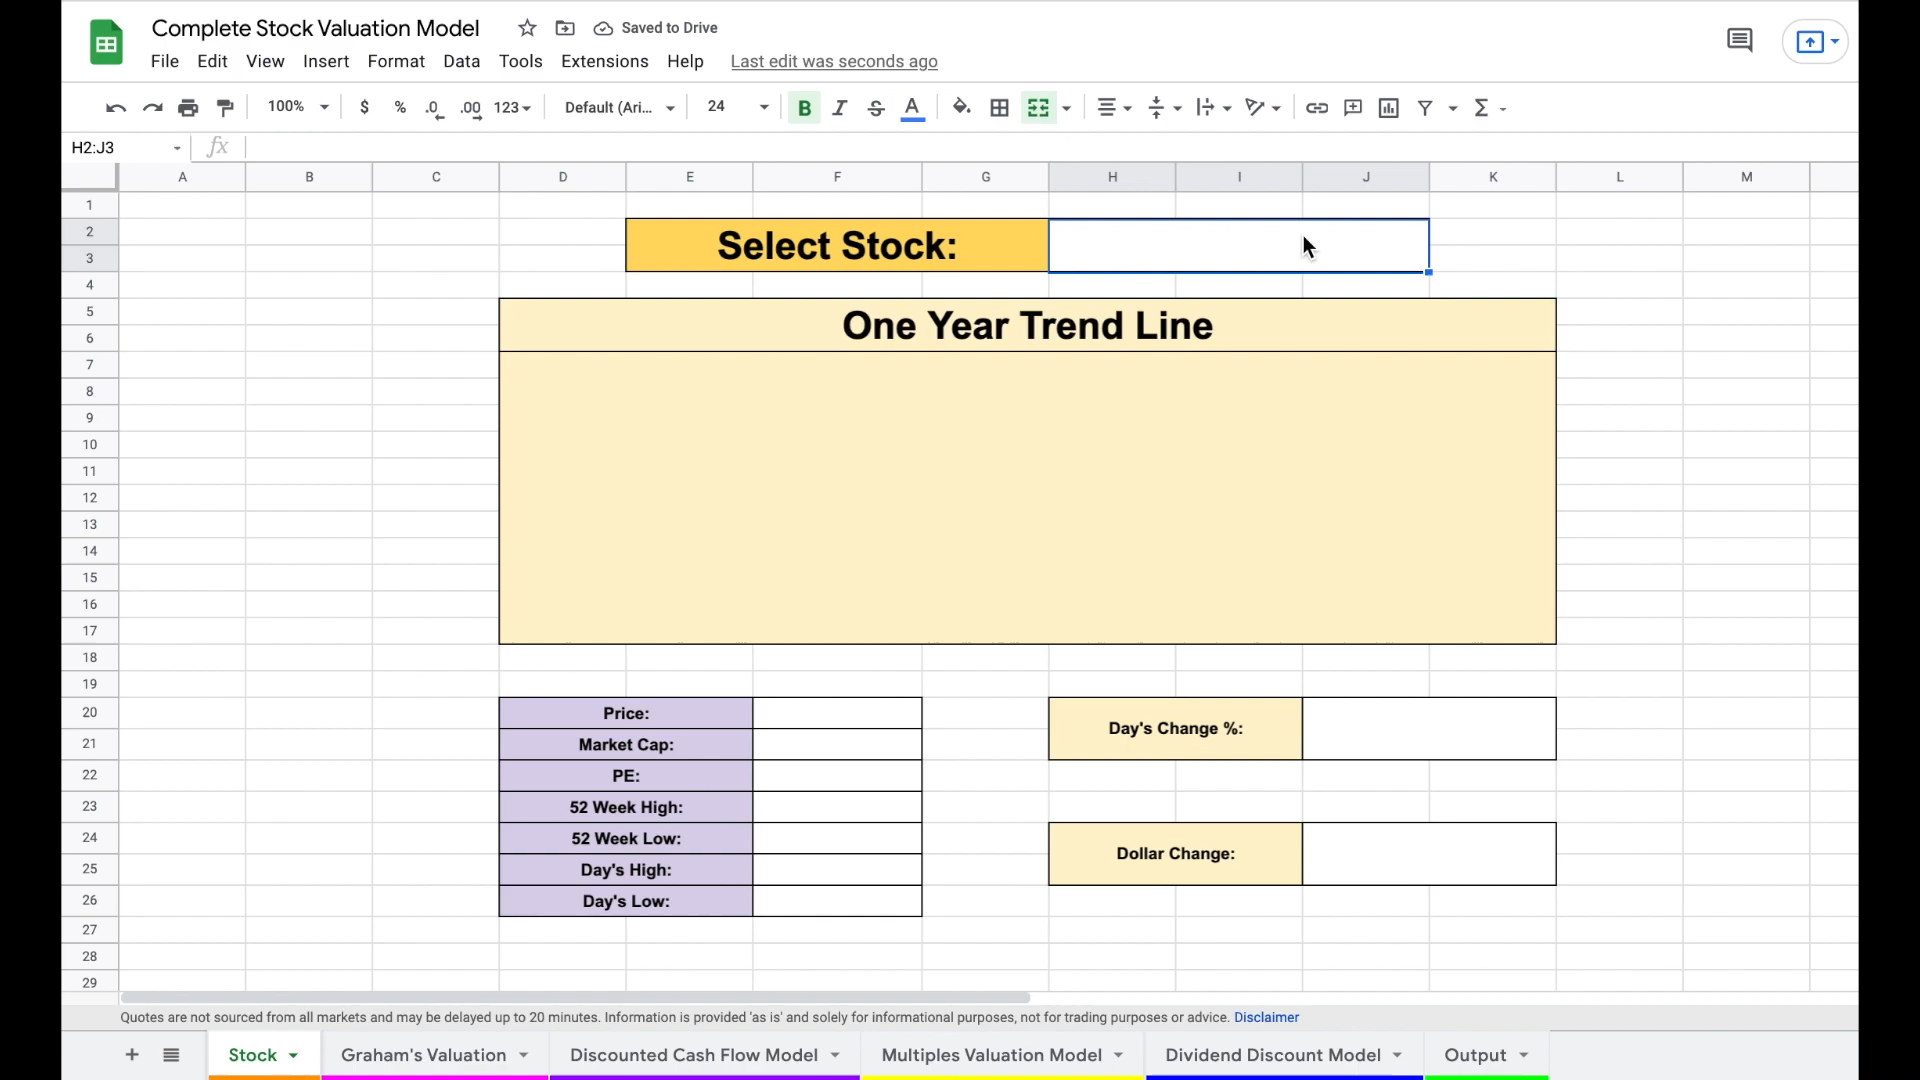 Complete Stock Valuation Model
Saved to Drive
File Edit View Insert Format Data Tools Extensions Help Last edit was seconds ago
100% $ % .0 .00 123 Default (Ari... 24 B I S A Σ
H2:J3 fx
A B C D E F G H I J K L M
1
2
3
4
5
6
7
8
9
10
11
12
13
14
15
16
17
18
19
20
21
22
23
24
25
26
27
28
29
Select Stock:
One Year Trend Line
Price:
Market Cap:
PE:
52 Week High:
52 Week Low:
Day's High:
Day's Low:
Day's Change %:
Dollar Change:
Quotes are not sourced from all markets and may be delayed up to 20 minutes. Information is provided 'as is' and solely for informational purposes, not for trading purposes or advice. Disclaimer
Stock Graham's Valuation Discounted Cash Flow Model Multiples Valuation Model Dividend Discount Model Output